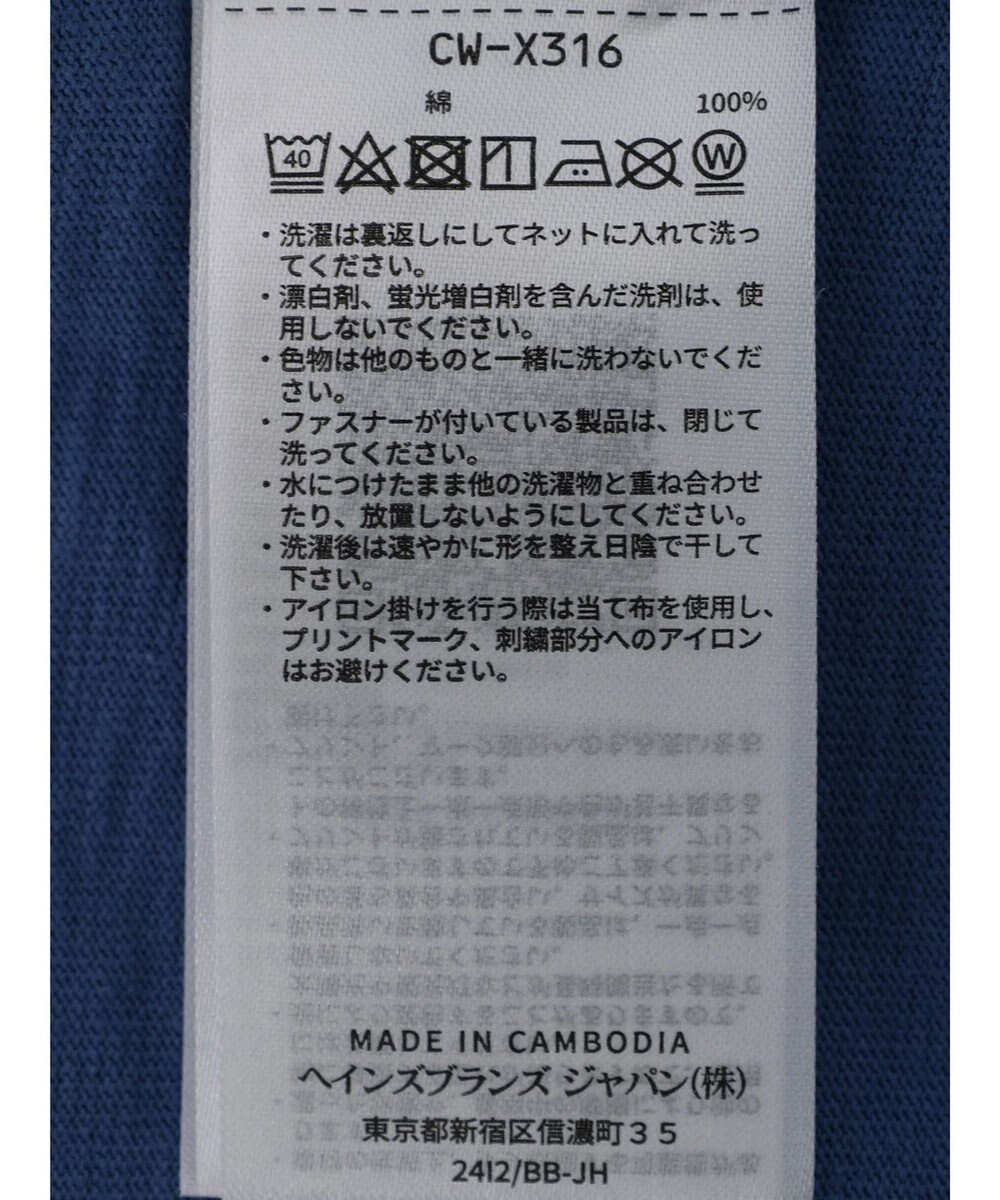 CW-X316
綿 100%
40 W
・洗濯は裏返しにしてネットに入れて洗っ
てください。
・漂白剤、蛍光増白剤を含んだ洗剤は、使
用しないでください。
・色物は他のものと一緒に洗わないでくだ
さい。
・ファスナーが付いている製品は、閉じて
洗ってください。
・水につけたまま他の洗濯物と重ね合わせ
たり、放置しないようにしてください。
・洗濯後は速やかに形を整え日陰で干して
下さい。
・アイロン掛けを行う際は当て布を使用し、
プリントマーク、刺繍部分へのアイロン
はお避けください。
MADE IN CAMBODIA
ヘインズブランズ ジャパン(株)
東京都新宿区信濃町35
24I2/BB-JH